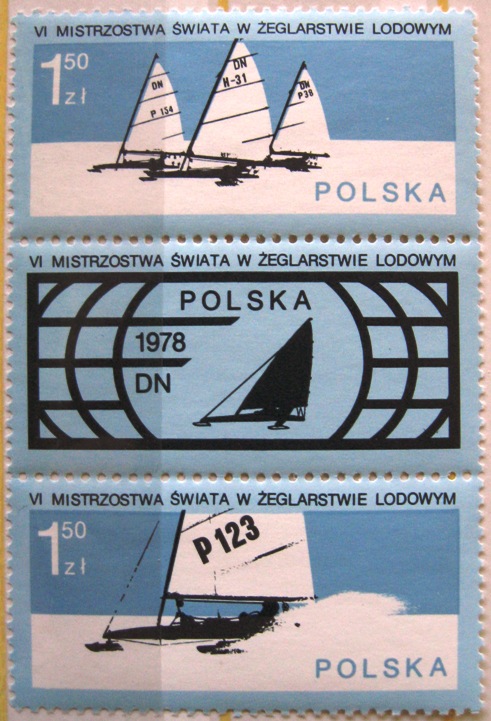 VI MISTRZOSTWA ŚWIATA W ŻEGLARSTWIE LODOWYM
1 50 zł
DN
P 154
DN
H-31
DN
P 38
POLSKA
VI MISTRZOSTWA ŚWIATA W ŻEGLARSTWIE LODOWYM
POLSKA
1978
DN
VI MISTRZOSTWA ŚWIATA W ŻEGLARSTWIE LODOWYM
1 50 zł
P 123
POLSKA